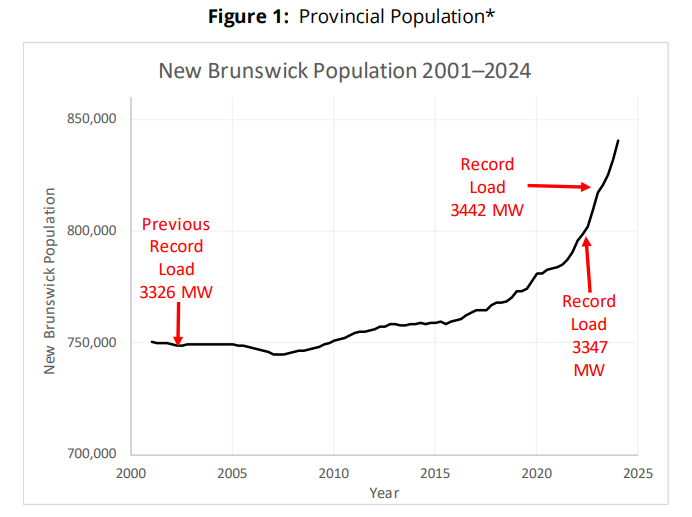 Figure 1: Provincial Population*
New Brunswick Population 2001–2024
New Brunswick Population
850,000
800,000
750,000
700,000
Previous
Record
Load
3326 MW
Record
Load
3442 MW
Record
Load
3347
MW
2000
2005
2010
2015
2020
2025
Year